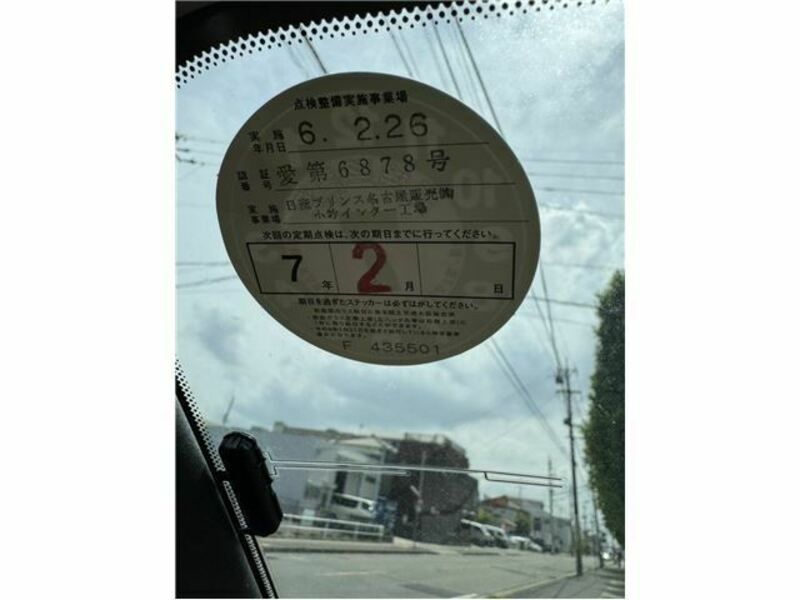 点検整備実施事業場
実施年月日 6. 2.26
認証番号 愛第6878号
実施事業場 日産プリンス名古屋販売㈱
小牧インター工場
次回の定期点検は、次の期日までに行ってください。
7年 2月 日
期日を過ぎたステッカーは必ずはがしてください。
F 435501